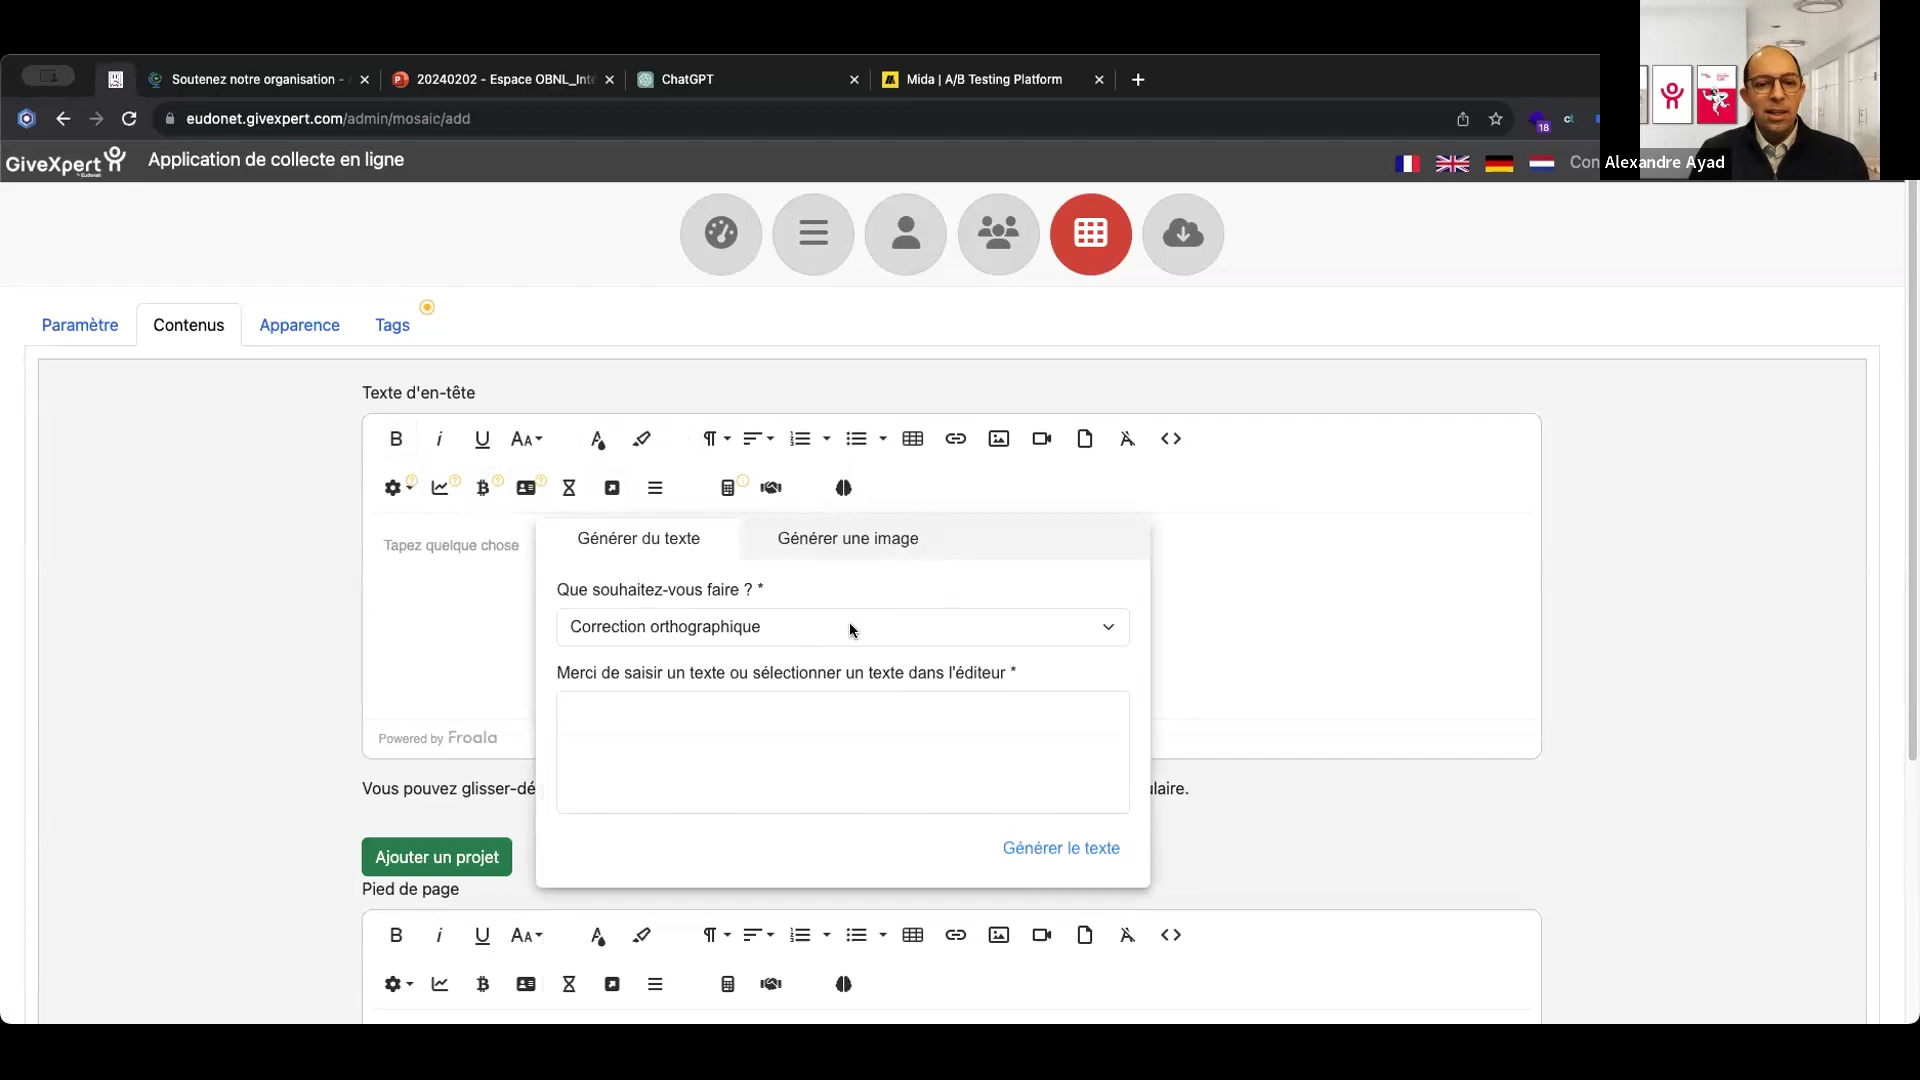 Soutenez notre organisation -
20240202 - Espace OBNL_Int
ChatGPT
Mida | A/B Testing Platform
eudonet.givexpert.com/admin/mosaic/add
18
GiveXpert
Application de collecte en ligne
Con
Alexandre Ayad
Paramètre
Contenus
Apparence
Tags
Texte d'en-tête
Tapez quelque chose
Générer du texte
Générer une image
Que souhaitez-vous faire ? *
Correction orthographique
Merci de saisir un texte ou sélectionner un texte dans l'éditeur *
Powered by Froala
Vous pouvez glisser-dé
ulaire.
Générer le texte
Ajouter un projet
Pied de page